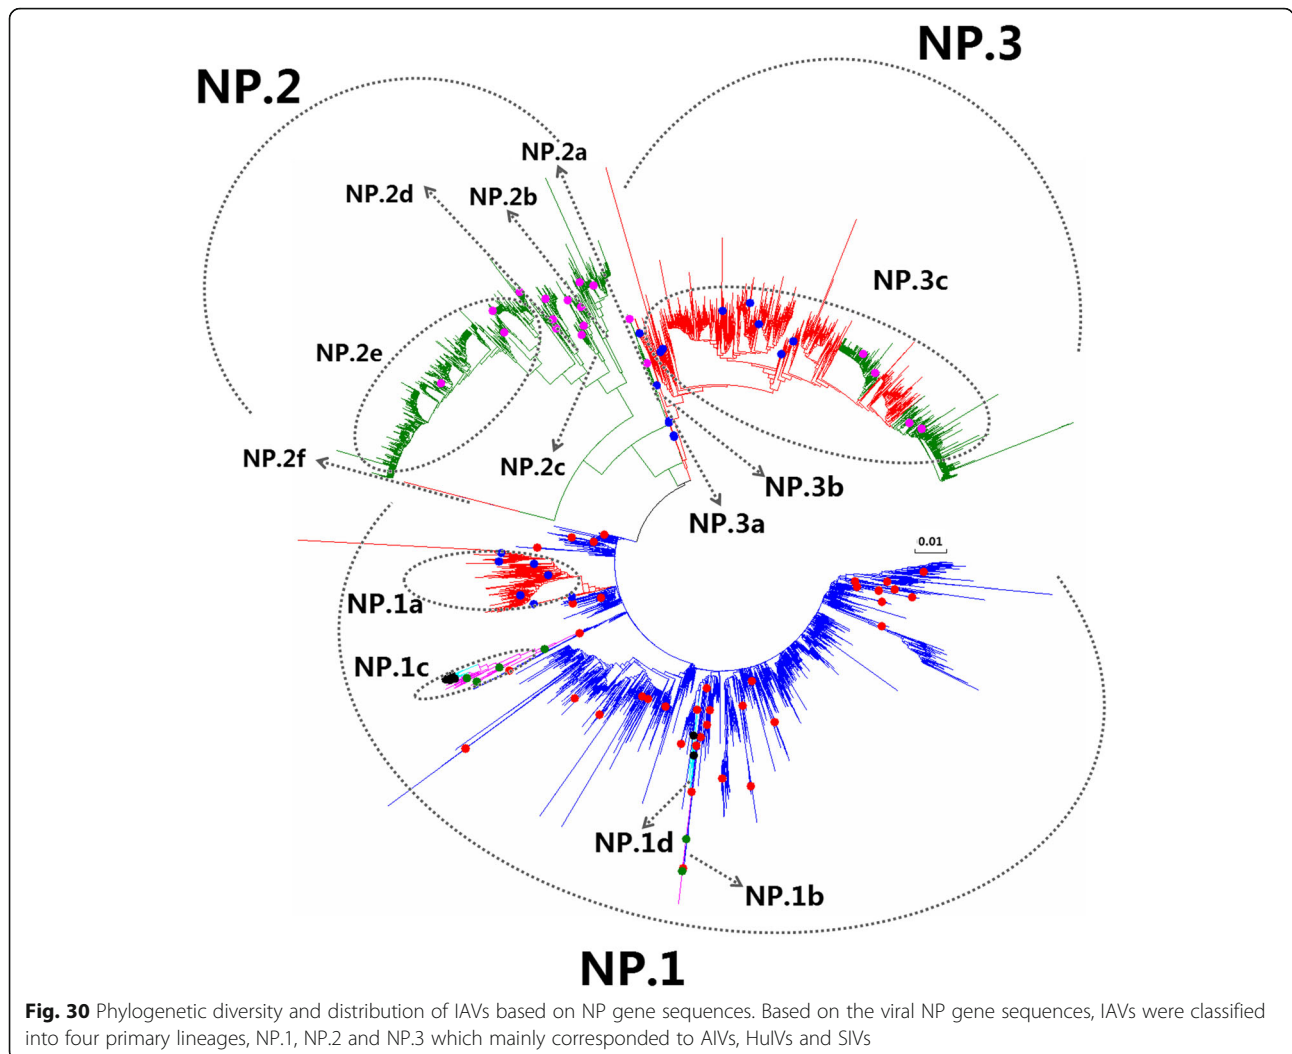 NP.3
NP.2
NP.2a
NP.2d
NP.2b
NP.3c
NP.2e
NP.2f
NP.2c
NP.3b
NP.3a
0.01
NP.1a
NP.1c
NP.1d
NP.1b
NP.1
Fig. 30 Phylogenetic diversity and distribution of IAVs based on NP gene sequences. Based on the viral NP gene sequences, IAVs were classified
into four primary lineages, NP.1, NP.2 and NP.3 which mainly corresponded to AIVs, HuIVs and SIVs